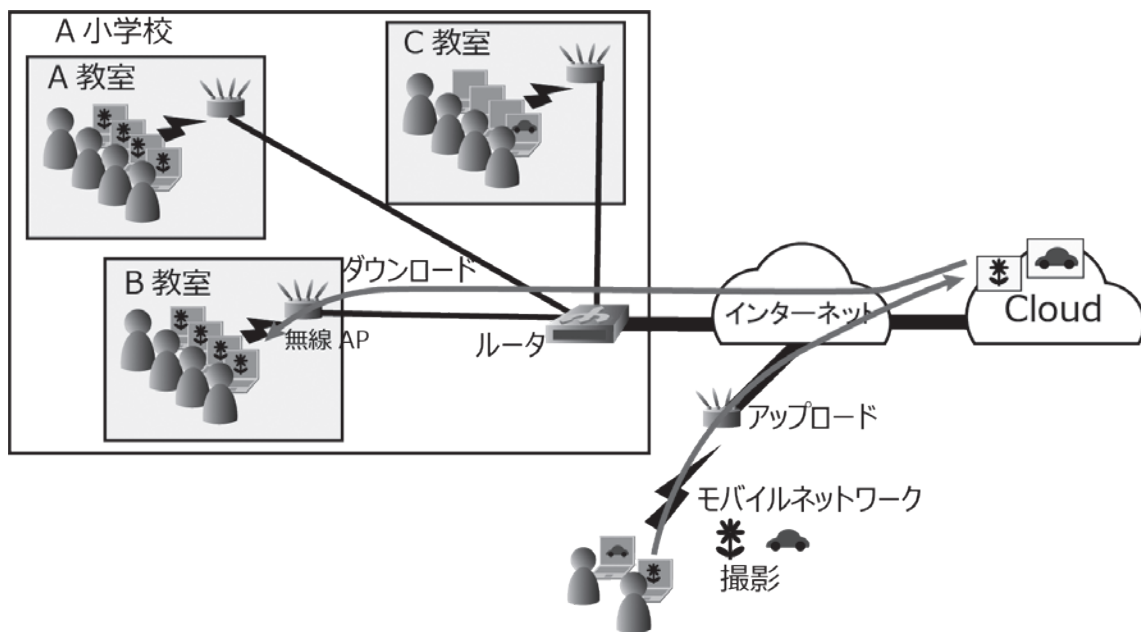 A 小学校
A 教室
C 教室
B 教室
ダウンロード
無線 AP
ルータ
インターネット
Cloud
アップロード
モバイルネットワーク
撮影